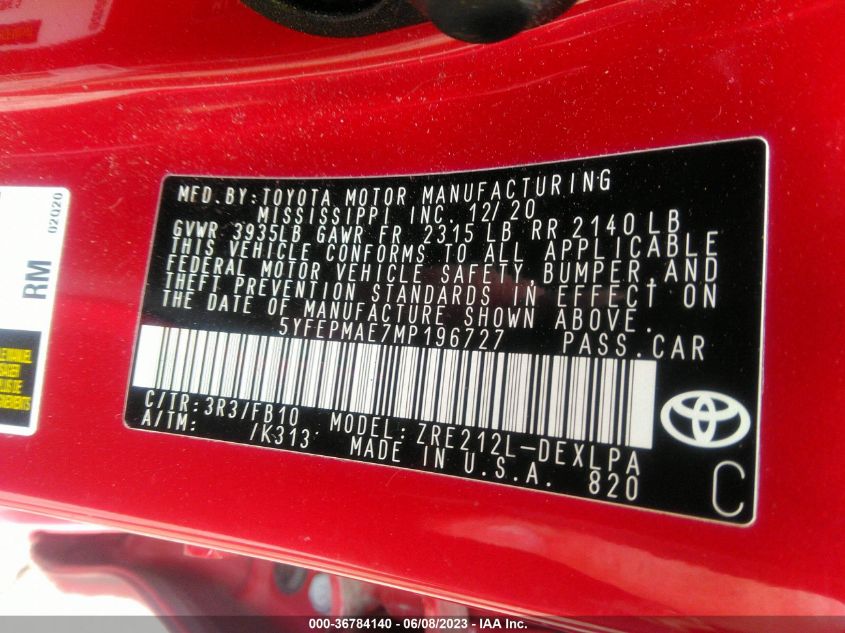 MFD.BY: TOYOTA MOTOR MANUFACTURING
MISSISSIPPI INC. 12/20
GVWR 3935LB GAWR FR 2315 LB RR 2140 LB
THIS VEHICLE CONFORMS TO ALL APPLICABLE
FEDERAL MOTOR VEHICLE SAFETY, BUMPER, AND
THEFT PREVENTION STANDARDS IN EFFECT ON
THE DATE OF MANUFACTURE SHOWN ABOVE.
5YFEPMAE7MP196727 PASS.CAR
C/TR: 3R3/FB10 MODEL: ZRE212L-DEXLPA
A/TM: /K313 MADE IN U.S.A. 820
C
02020
RM
000-36784140 - 06/08/2023 - IAA Inc.